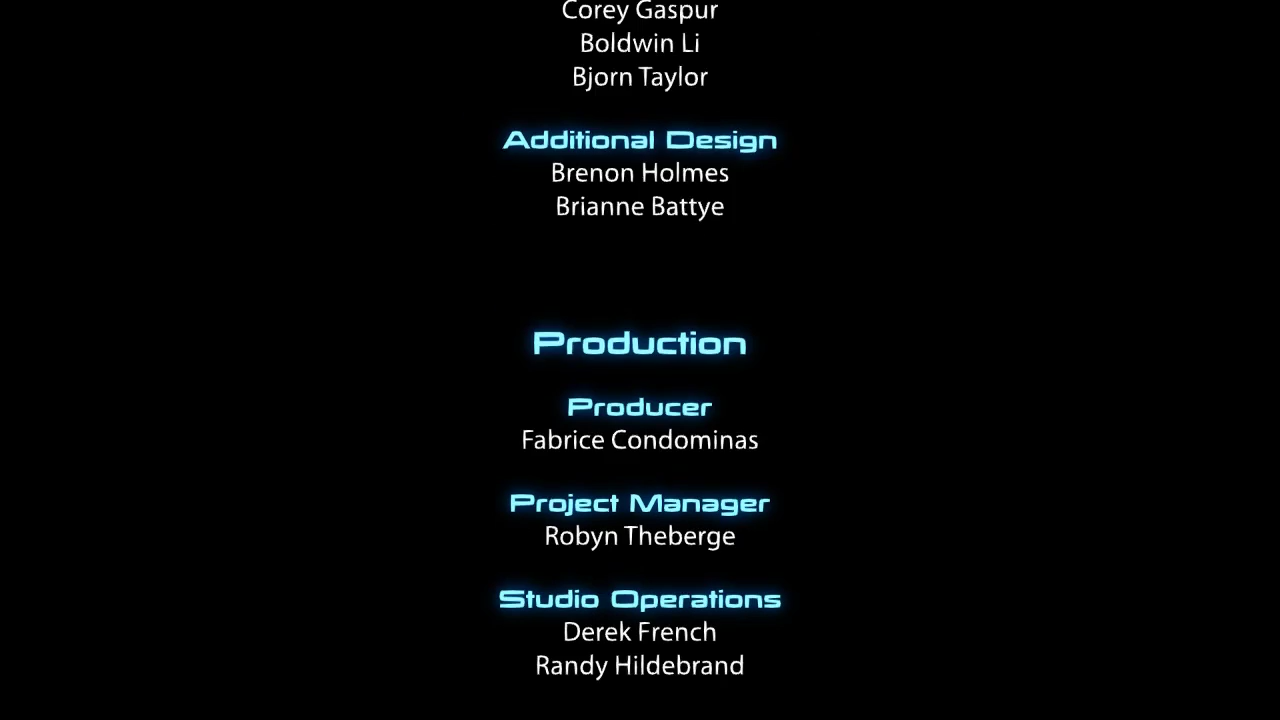 Corey Gaspur
Boldwin Li
Bjorn Taylor
Additional Design
Brenon Holmes
Brianne Battye
Production
Producer
Fabrice Condominas
Project Manager
Robyn Theberge
Studio Operations
Derek French
Randy Hildebrand